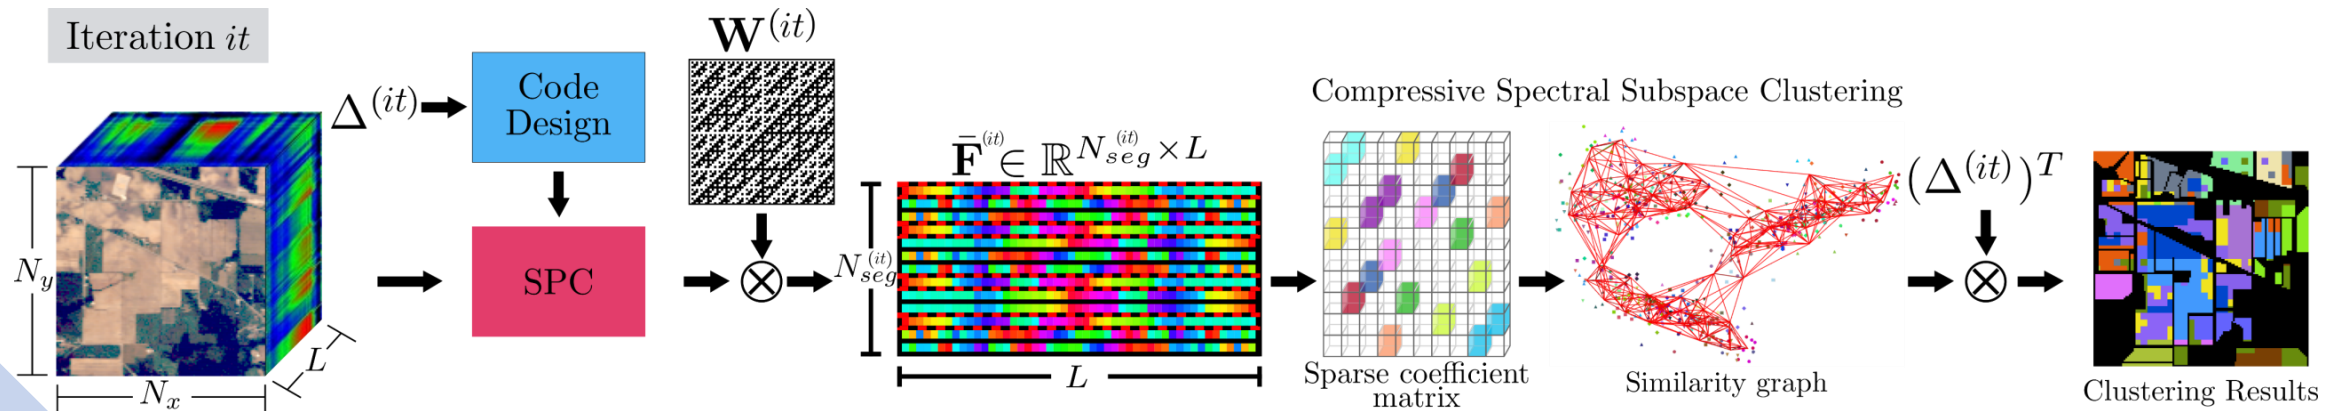 Iteration it
Δ^(it)
Code
Design
SPC
W^(it)
N_y
N_x
L
F̄^(it) ∈ ℝ^(N_seg^(it) × L)
N_seg^(it)
L
Compressive Spectral Subspace Clustering
Sparse coefficient
matrix
Similarity graph
(Δ^(it))^T
Clustering Results